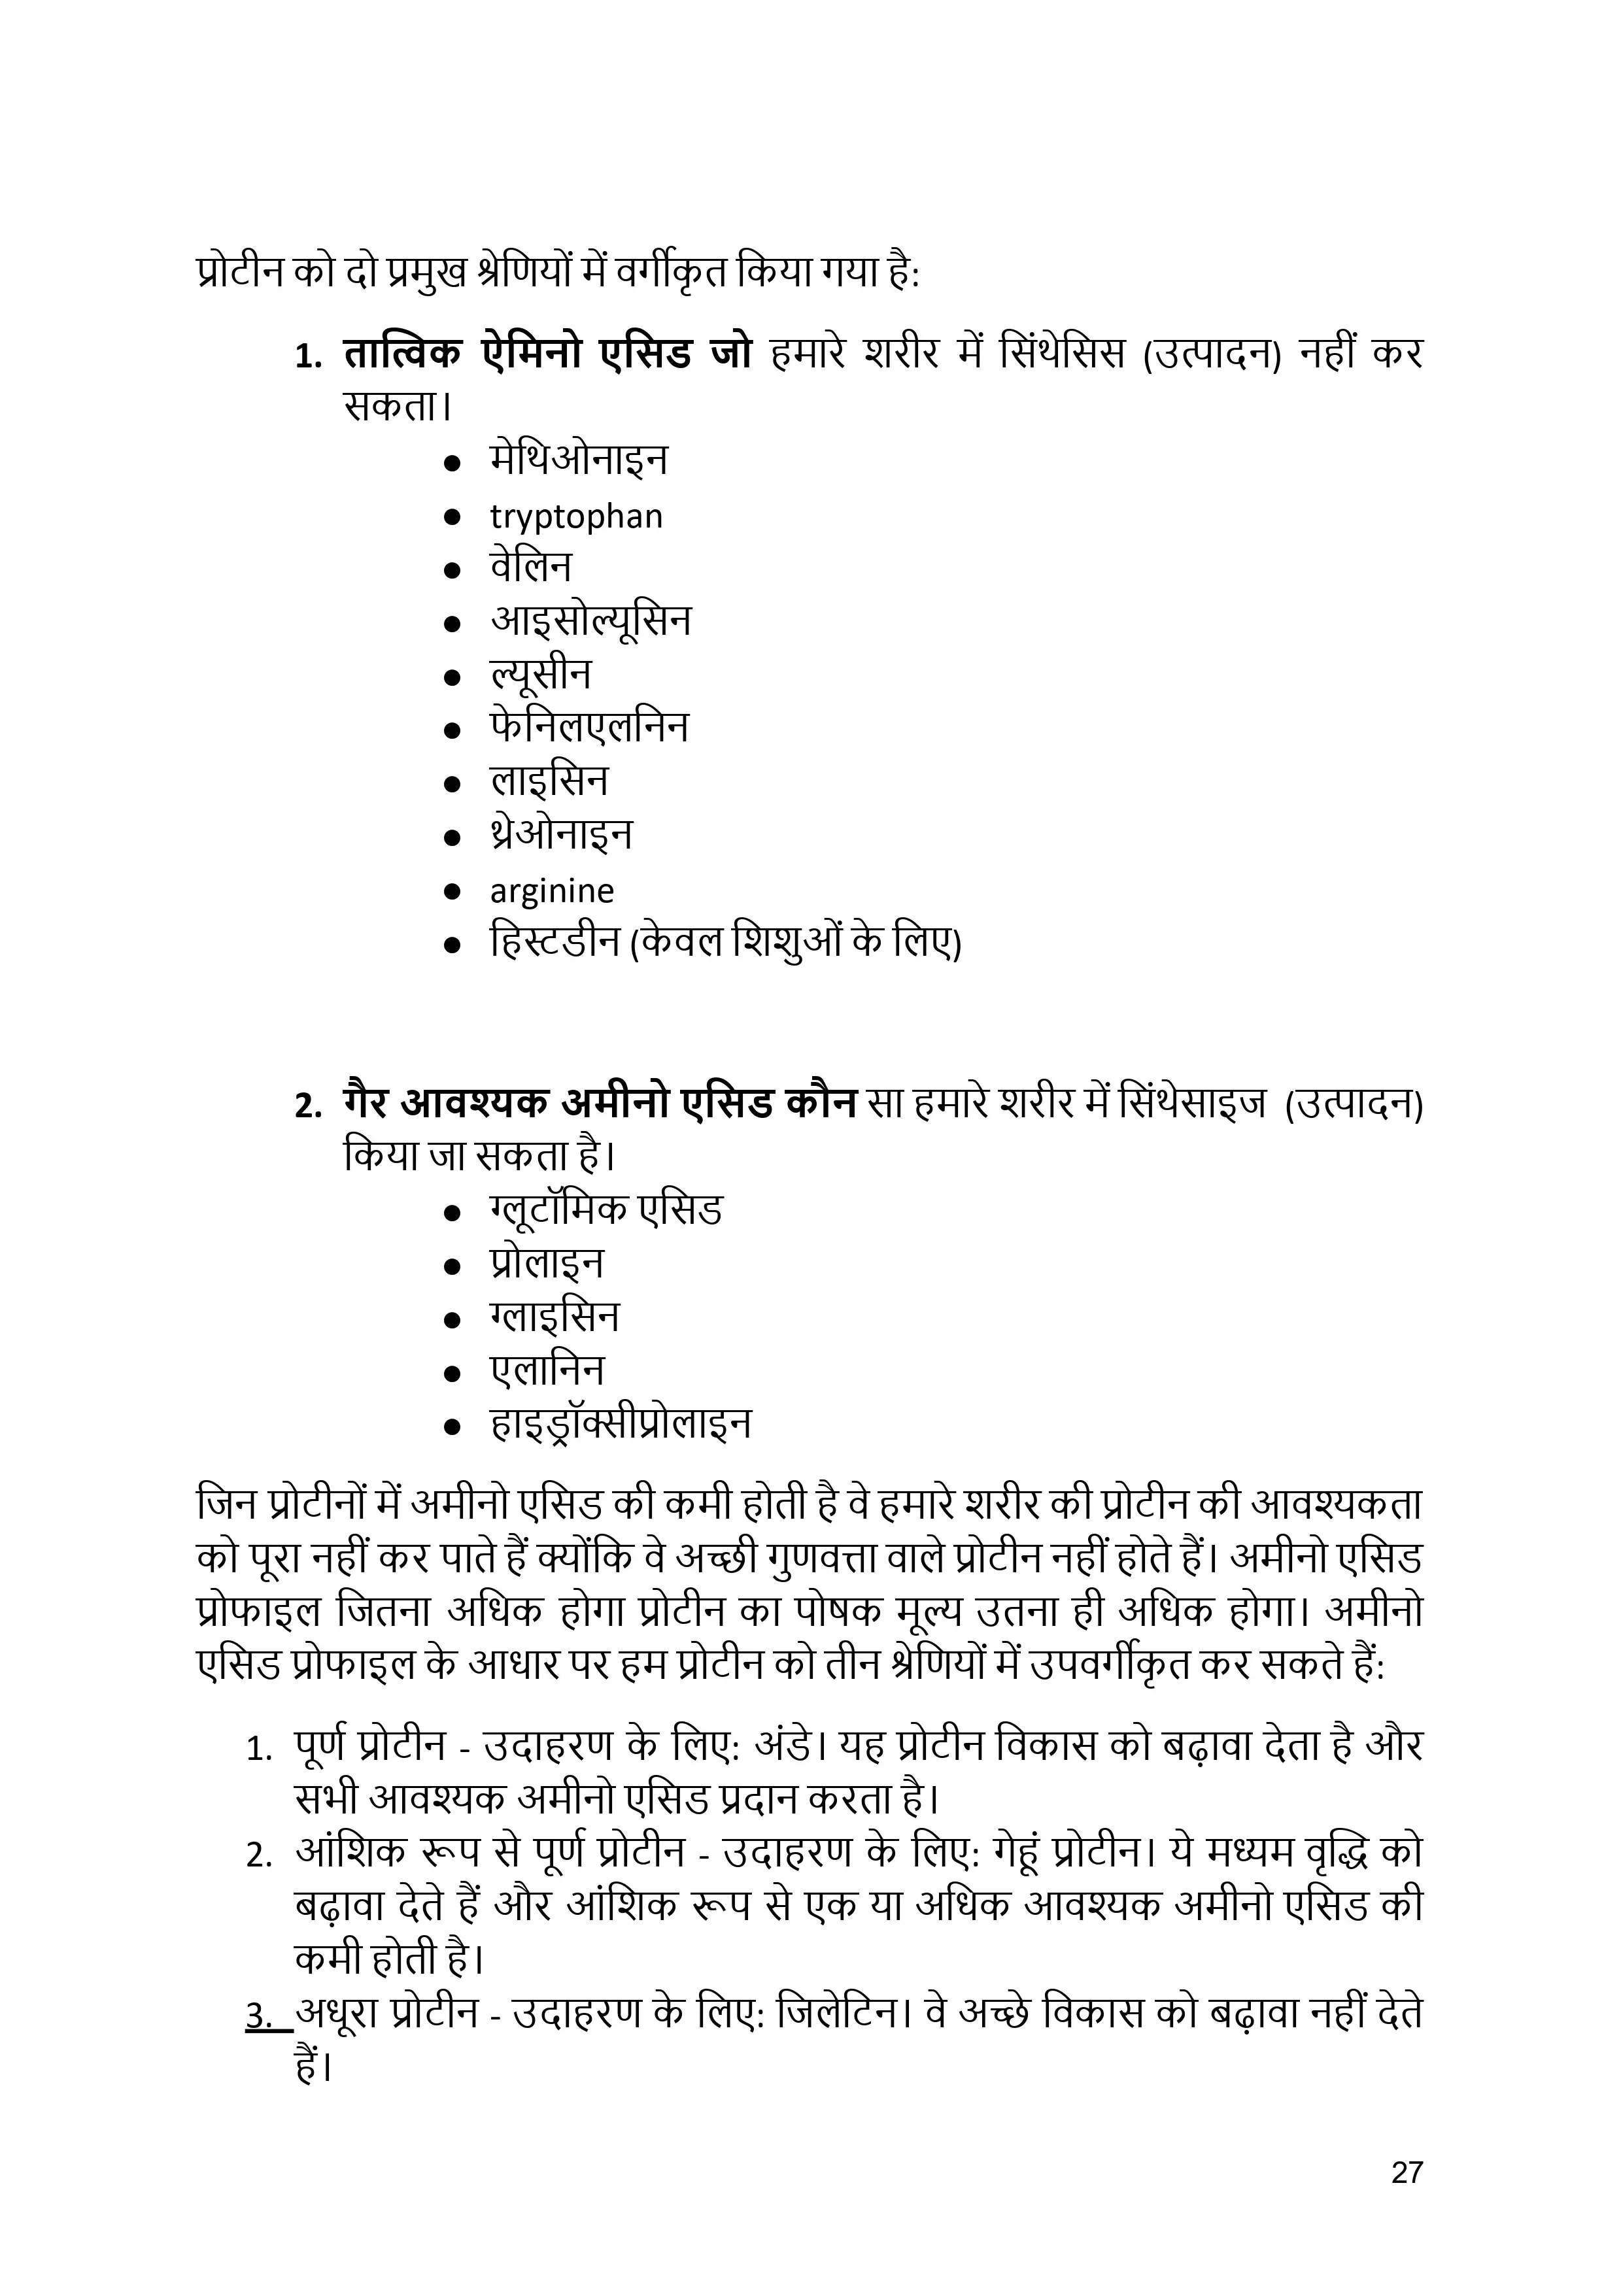 प्रोटीन को दो प्रमुख श्रेणियों में वर्गीकृत किया गया है:
1. तात्विक ऐमिनो एसिड जो हमारे शरीर में सिंथेसिस (उत्पादन) नहीं कर
सकता।
● मेथिओनाइन
● tryptophan
● वेलिन
● आइसोल्यूसिन
● ल्यूसीन
● फेनिलएलनिन
● लाइसिन
● थ्रेओनाइन
● arginine
● हिस्टडीन (केवल शिशुओं के लिए)
2. गैर आवश्यक अमीनो एसिड कौन सा हमारे शरीर में सिंथेसाइज (उत्पादन)
किया जा सकता है।
● ग्लूटॉमिक एसिड
● प्रोलाइन
● ग्लाइसिन
● एलानिन
● हाइड्रॉक्सीप्रोलाइन
जिन प्रोटीनों में अमीनो एसिड की कमी होती है वे हमारे शरीर की प्रोटीन की आवश्यकता
को पूरा नहीं कर पाते हैं क्योंकि वे अच्छी गुणवत्ता वाले प्रोटीन नहीं होते हैं। अमीनो एसिड
प्रोफाइल जितना अधिक होगा प्रोटीन का पोषक मूल्य उतना ही अधिक होगा। अमीनो
एसिड प्रोफाइल के आधार पर हम प्रोटीन को तीन श्रेणियों में उपवर्गीकृत कर सकते हैं:
1. पूर्ण प्रोटीन - उदाहरण के लिए: अंडे। यह प्रोटीन विकास को बढ़ावा देता है और
सभी आवश्यक अमीनो एसिड प्रदान करता है।
2. आंशिक रूप से पूर्ण प्रोटीन - उदाहरण के लिए: गेहूं प्रोटीन। ये मध्यम वृद्धि को
बढ़ावा देते हैं और आंशिक रूप से एक या अधिक आवश्यक अमीनो एसिड की
कमी होती है।
3. अधूरा प्रोटीन - उदाहरण के लिए: जिलेटिन। वे अच्छे विकास को बढ़ावा नहीं देते
हैं।
27